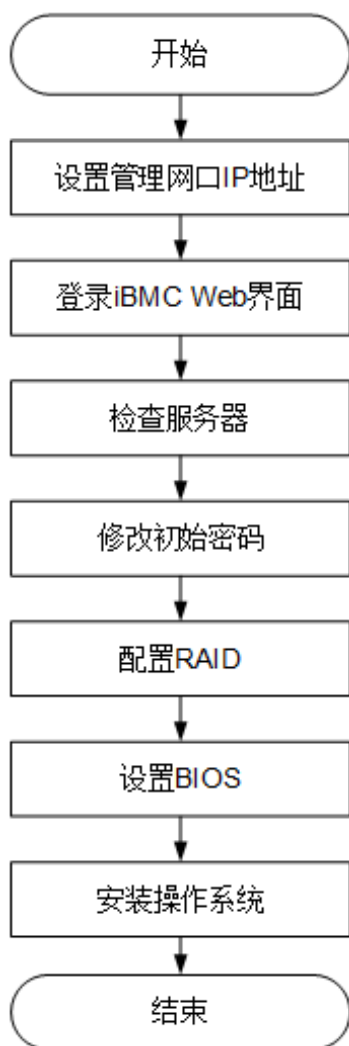 开始
设置管理网口IP地址
登录iBMC Web界面
检查服务器
修改初始密码
配置RAID
设置BIOS
安装操作系统
结束